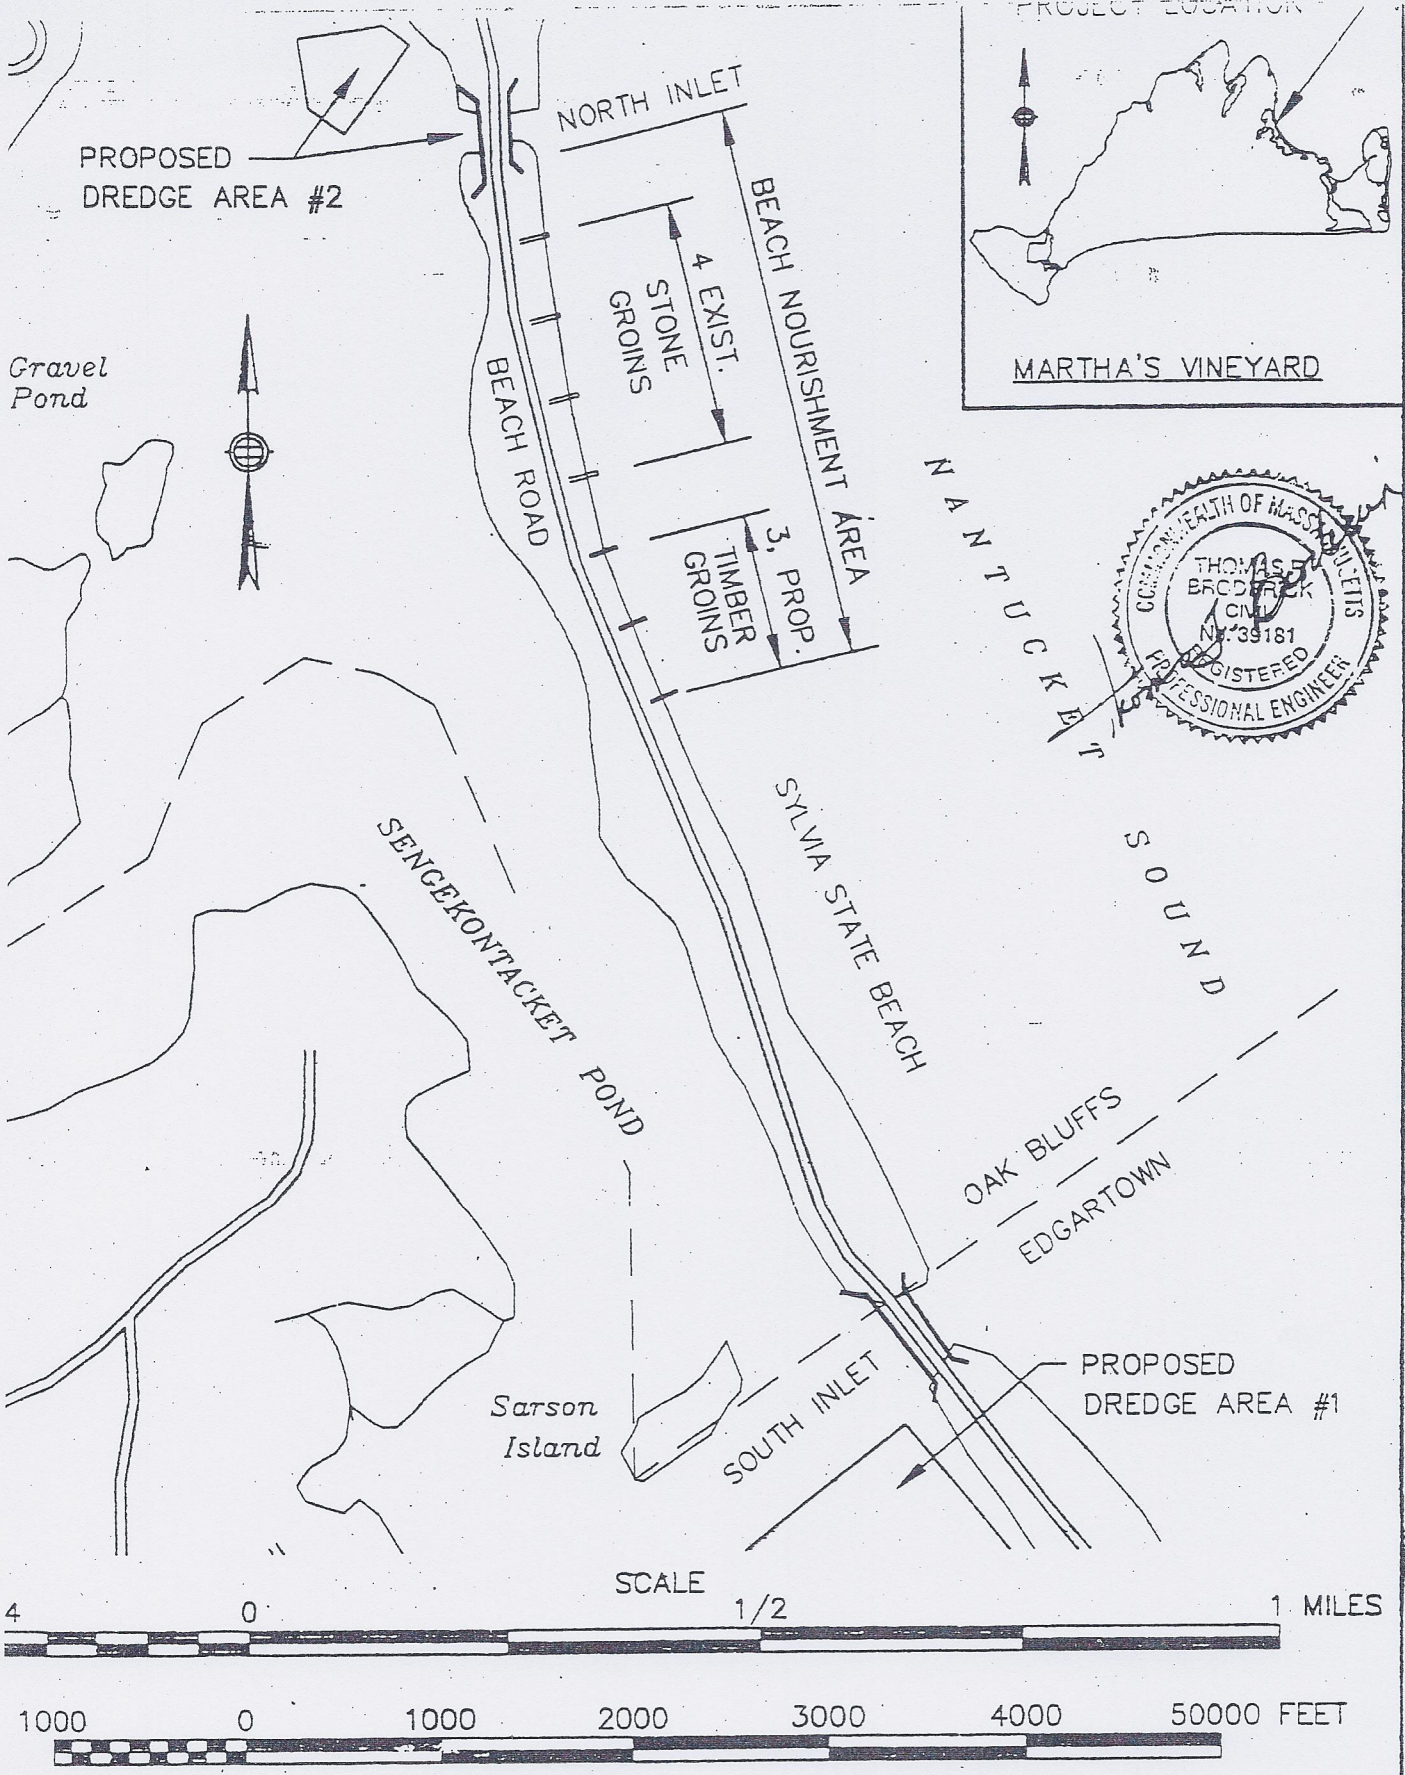 PROJECT LOCATION
NORTH INLET
PROPOSED
DREDGE AREA #2
BEACH NOURISHMENT AREA
4 EXIST.
STONE
GROINS
MARTHA'S VINEYARD
Gravel
Pond
BEACH ROAD
3, PROP.
TIMBER
GROINS
NANTUCKET SOUND
COMMONWEALTH OF MASSACHUSETTS
THOMAS F
BRODERICK
CIVIL
No. 39181
REGISTERED
PROFESSIONAL ENGINEER
SENGEKONTACKET POND
SYLVIA STATE BEACH
OAK BLUFFS
EDGARTOWN
PROPOSED
DREDGE AREA #1
SOUTH INLET
Sarson
Island
SCALE
4 0 1/2 1 MILES
1000 0 1000 2000 3000 4000 50000 FEET